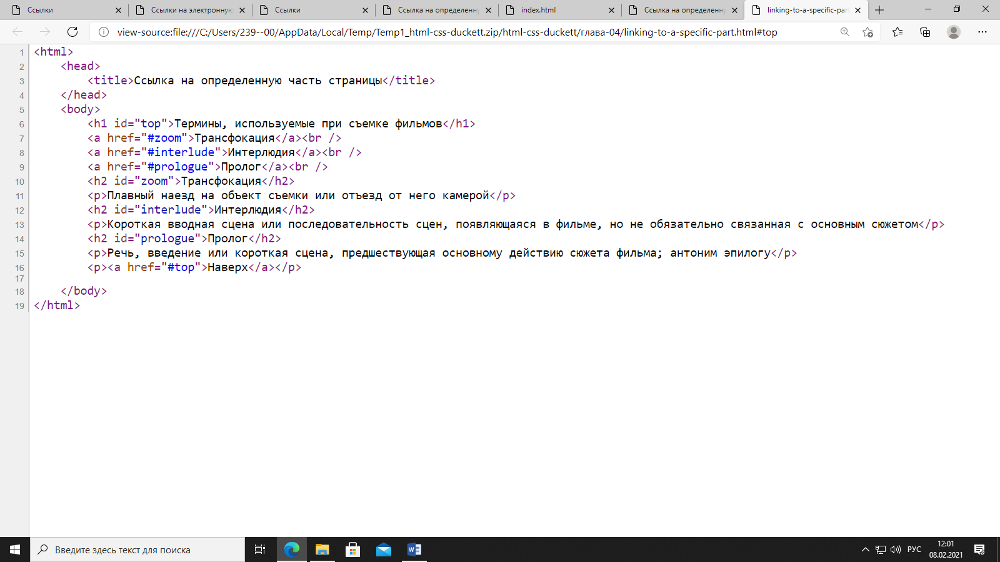 Ссылки
Ссылки на электронную
Ссылки
Ссылка на определенн
index.html
Ссылка на определенн
linking-to-a-specific-par
view-source:file:///C:/Users/239--00/AppData/Local/Temp/Temp1_html-css-duckett.zip/html-css-duckett/глава-04/linking-to-a-specific-part.html#top
1 <html>
2 <head>
3 <title>Ссылка на определенную часть страницы</title>
4 </head>
5 <body>
6 <h1 id="top">Термины, используемые при съемке фильмов</h1>
7 <a href="#zoom">Трансфокация</a><br />
8 <a href="#interlude">Интерлюдия</a><br />
9 <a href="#prologue">Пролог</a><br />
10 <h2 id="zoom">Трансфокация</h2>
11 <p>Плавный наезд на объект съемки или отъезд от него камерой</p>
12 <h2 id="interlude">Интерлюдия</h2>
13 <p>Короткая вводная сцена или последовательность сцен, появляющаяся в фильме, но не обязательно связанная с основным сюжетом</p>
14 <h2 id="prologue">Пролог</h2>
15 <p>Речь, введение или короткая сцена, предшествующая основному действию сюжета фильма; антоним эпилогу</p>
16 <p><a href="#top">Наверх</a></p>
17
18 </body>
19 </html>
Введите здесь текст для поиска
РУС
12:01
08.02.2021